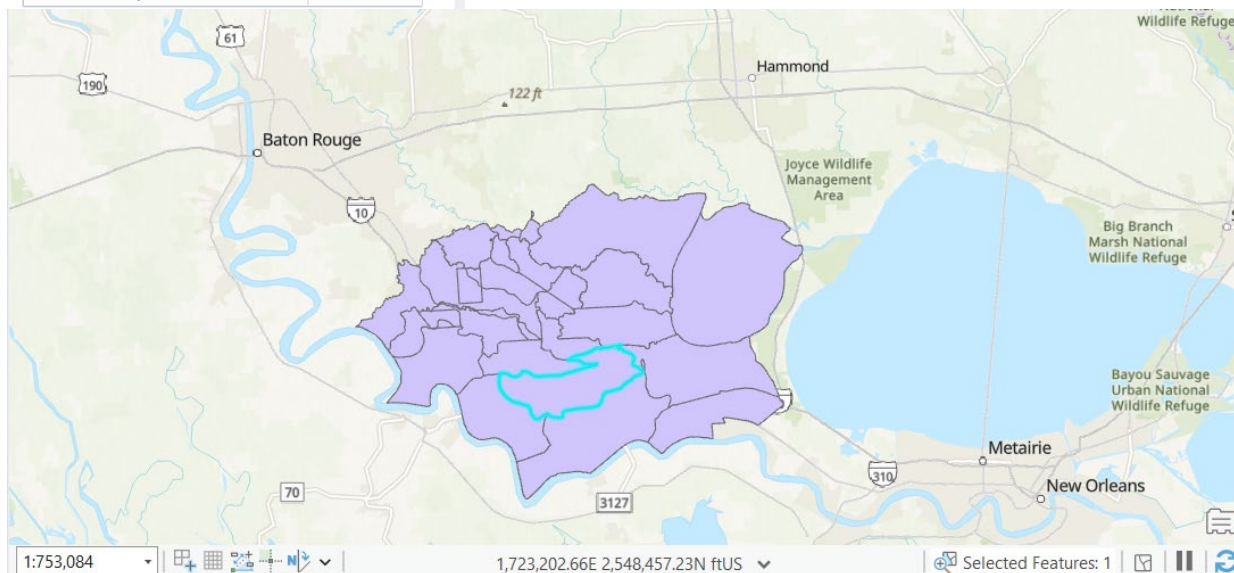 Wildlife Refuge
61
Hammond
190
122 ft
Baton Rouge
Joyce Wildlife
Management
Area
10
Big Branch
Marsh National
Wildlife Refuge
Bayou Sauvage
Urban National
Wildlife Refuge
Metairie
310
70
3127
New Orleans
1:753,084
N
1,723,202.66E 2,548,457.23N ftUS
Selected Features: 1